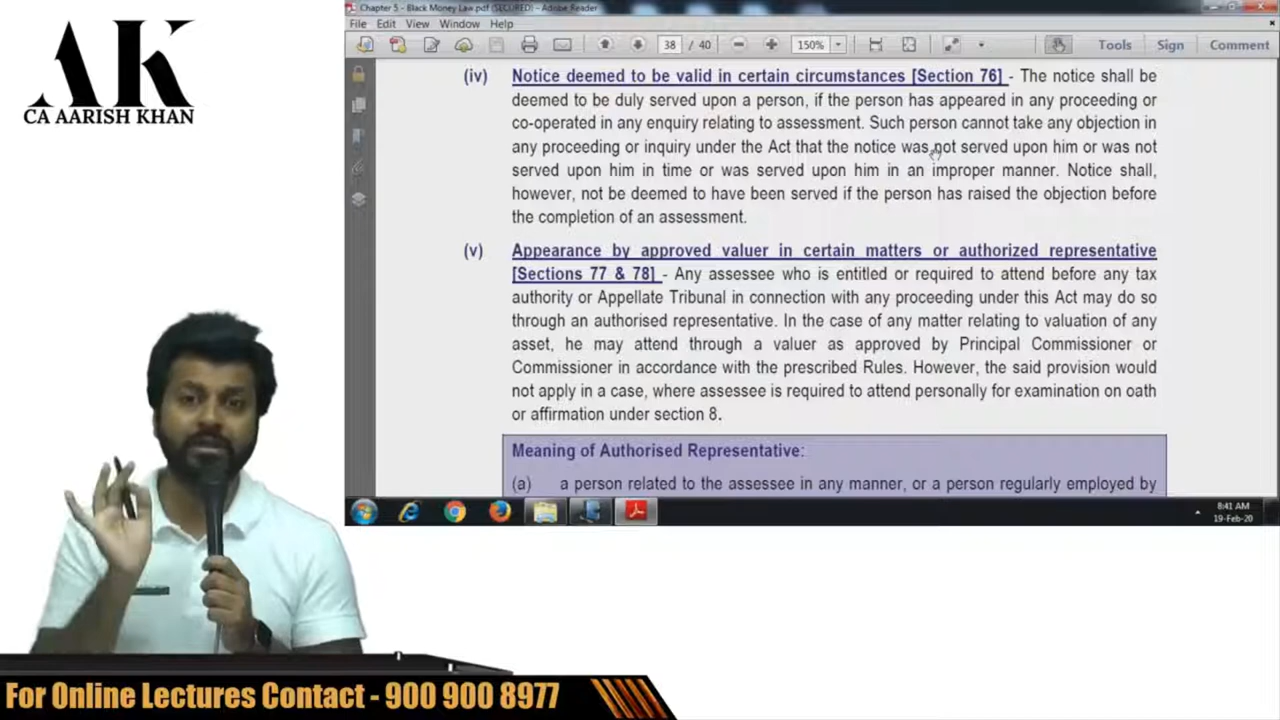 AK
CA AARISH KHAN
Chapter 5 - Black Money Law.pdf (SECURED) - Adobe Reader
File Edit View Window Help
38 / 40 150% Tools Sign Comment
(iv) Notice deemed to be valid in certain circumstances [Section 76] - The notice shall be
deemed to be duly served upon a person, if the person has appeared in any proceeding or
co-operated in any enquiry relating to assessment. Such person cannot take any objection in
any proceeding or inquiry under the Act that the notice was not served upon him or was not
served upon him in time or was served upon him in an improper manner. Notice shall,
however, not be deemed to have been served if the person has raised the objection before
the completion of an assessment.
(v) Appearance by approved valuer in certain matters or authorized representative
[Sections 77 & 78] - Any assessee who is entitled or required to attend before any tax
authority or Appellate Tribunal in connection with any proceeding under this Act may do so
through an authorised representative. In the case of any matter relating to valuation of any
asset, he may attend through a valuer as approved by Principal Commissioner or
Commissioner in accordance with the prescribed Rules. However, the said provision would
not apply in a case, where assessee is required to attend personally for examination on oath
or affirmation under section 8.
Meaning of Authorised Representative:
(a) a person related to the assessee in any manner, or a person regularly employed by
8:41 AM
19-Feb-20
For Online Lectures Contact - 900 900 8977